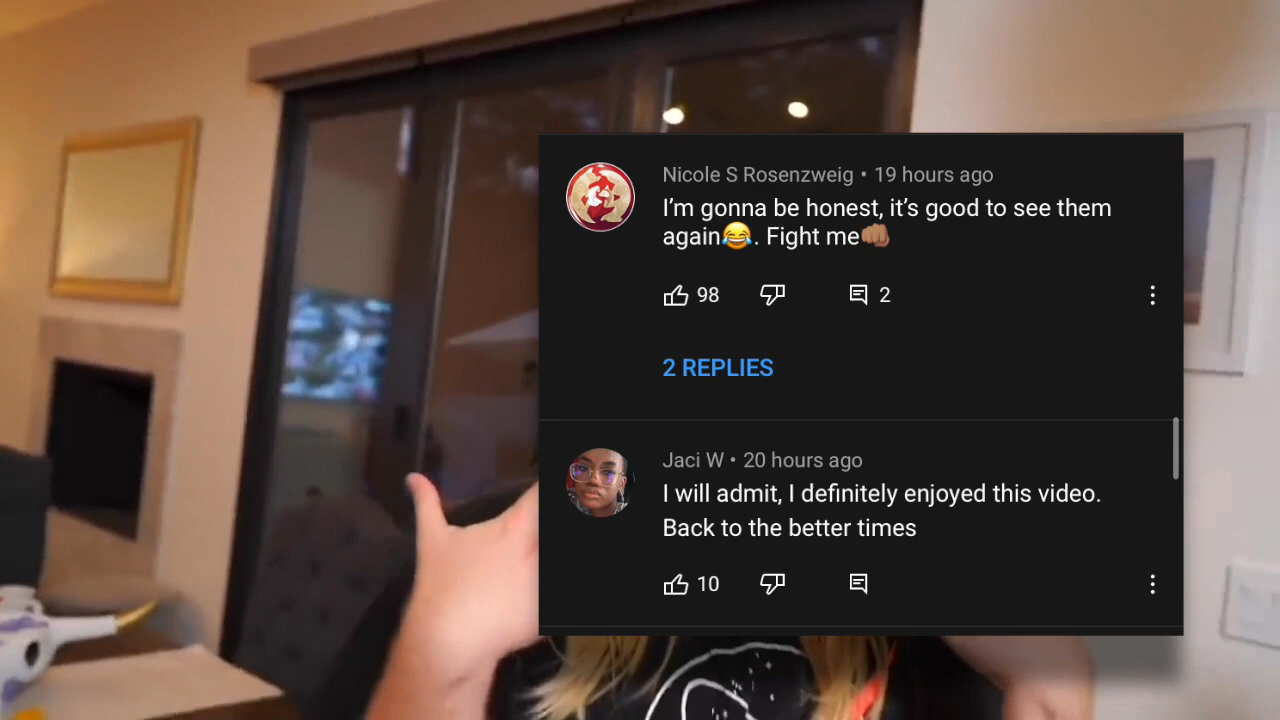 Nicole S Rosenzweig • 19 hours ago
I’m gonna be honest, it’s good to see them
again😂. Fight me👊🏽
98 2
2 REPLIES
Jaci W • 20 hours ago
I will admit, I definitely enjoyed this video.
Back to the better times
10